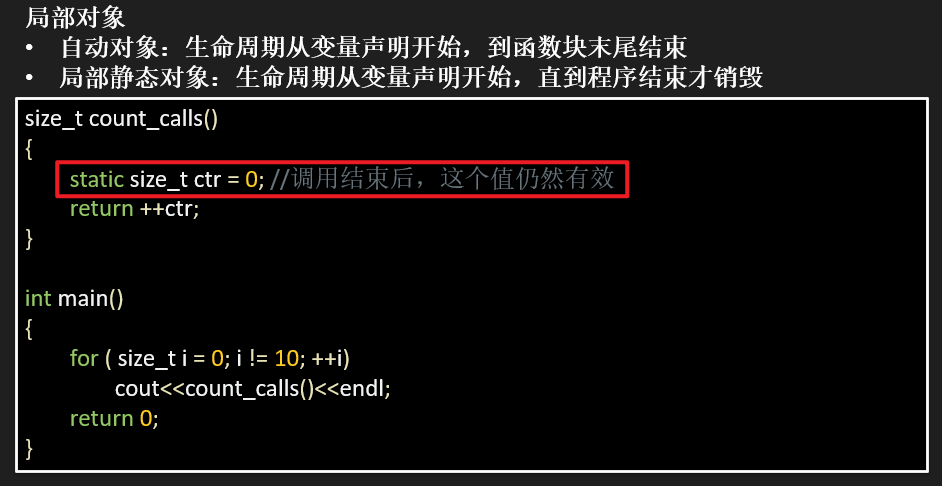 局部对象
• 自动对象：生命周期从变量声明开始，到函数块末尾结束
• 局部静态对象：生命周期从变量声明开始，直到程序结束才销毁
size_t count_calls()
{
static size_t ctr = 0; //调用结束后，这个值仍然有效
return ++ctr;
}
int main()
{
for ( size_t i = 0; i != 10; ++i)
cout<<count_calls()<<endl;
return 0;
}